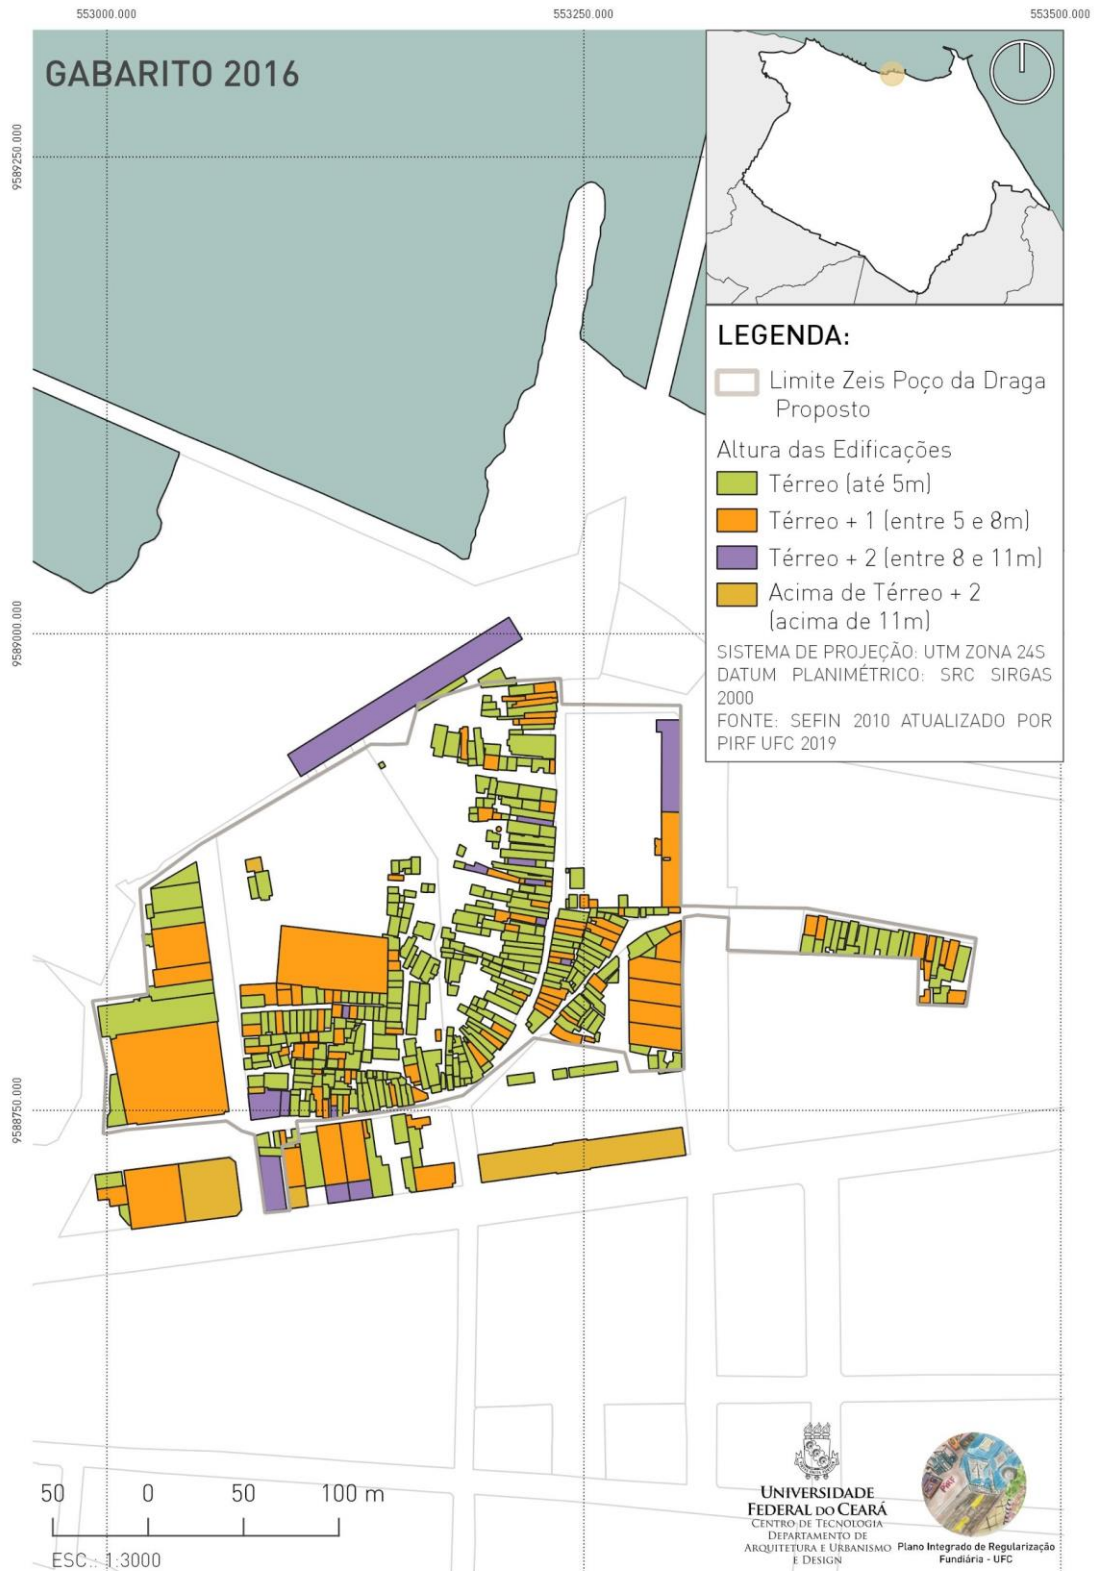 553000.000
553250.000
553500.000
GABARITO 2016
9589250.000
9589000.000
9588750.000
LEGENDA:
Limite Zeis Poço da Draga
Proposto
Altura das Edificações
Térreo (até 5m)
Térreo + 1 (entre 5 e 8m)
Térreo + 2 (entre 8 e 11m)
Acima de Térreo + 2
(acima de 11m)
SISTEMA DE PROJEÇÃO: UTM ZONA 24S
DATUM PLANIMÉTRICO: SRC SIRGAS
2000
FONTE: SEFIN 2010 ATUALIZADO POR
PIRF UFC 2019
50 0 50 100 m
ESC.: 1:3000
UNIVERSIDADE
FEDERAL DO CEARÁ
CENTRO DE TECNOLOGIA
DEPARTAMENTO DE
ARQUITETURA E URBANISMO
E DESIGN
Plano Integrado de Regularização
Fundiária - UFC